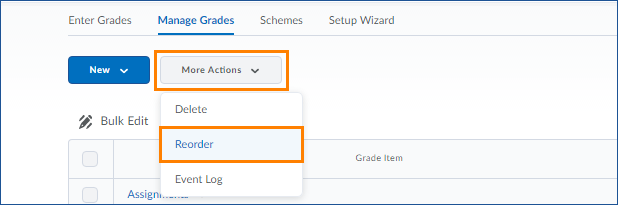 Enter Grades Manage Grades Schemes Setup Wizard
New More Actions
Delete
Bulk Edit
Reorder
Grade Item
Event Log
Assignments